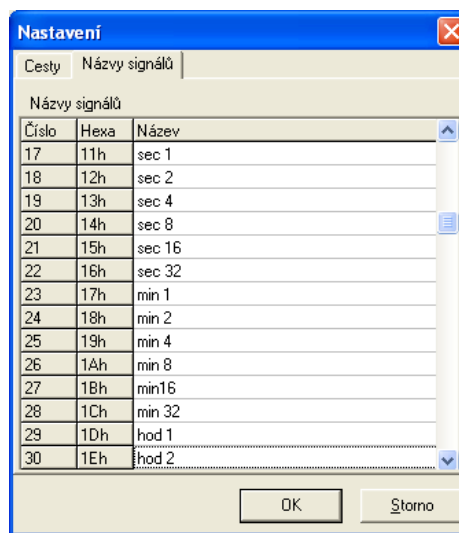 Nastavení
Cesty Názvy signálů
Názvy signálů
Číslo Hexa Název
17 11h sec 1
18 12h sec 2
19 13h sec 4
20 14h sec 8
21 15h sec 16
22 16h sec 32
23 17h min 1
24 18h min 2
25 19h min 4
26 1Ah min 8
27 1Bh min16
28 1Ch min 32
29 1Dh hod 1
30 1Eh hod 2
OK Storno